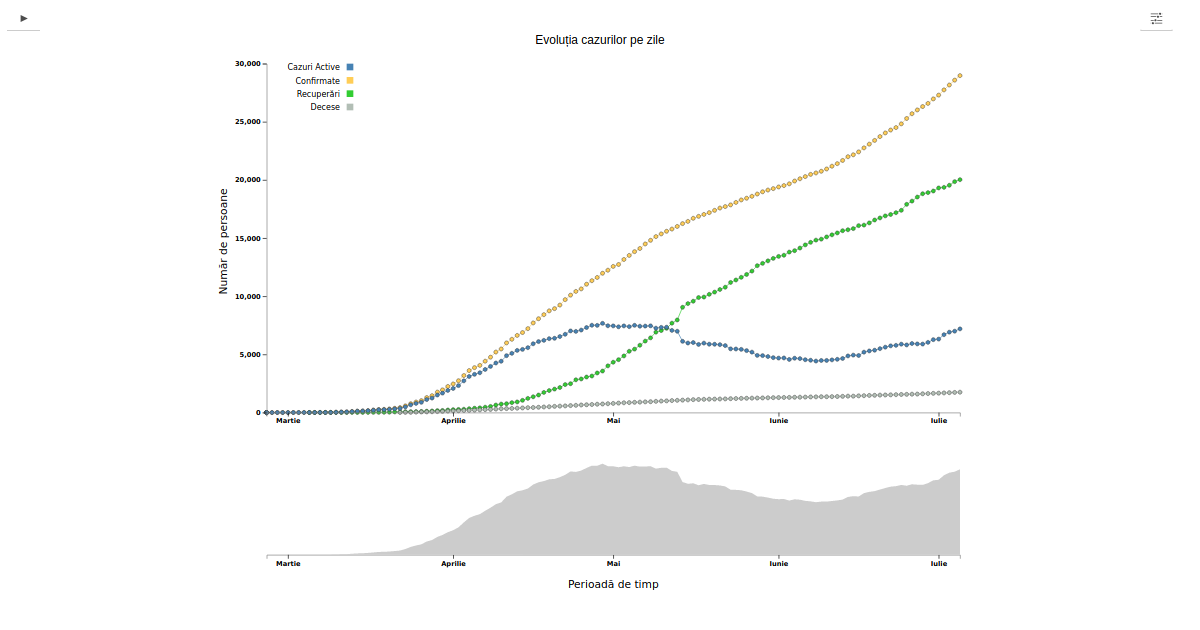 Evoluția cazurilor pe zile
Cazuri Active
Confirmate
Recuperări
Decese
Număr de persoane
30,000
25,000
20,000
15,000
10,000
5,000
0
Martie Aprilie Mai Iunie Iulie
Martie Aprilie Mai Iunie Iulie
Perioadă de timp